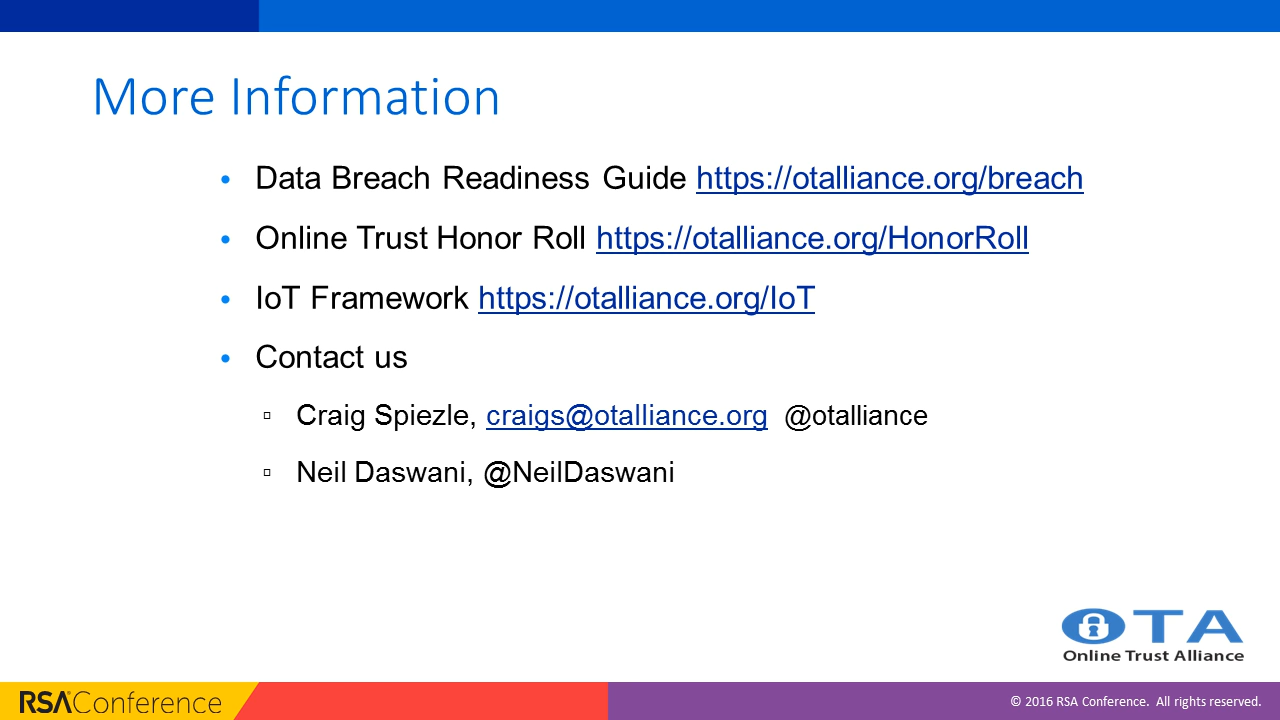 More Information
• Data Breach Readiness Guide https://otalliance.org/breach
• Online Trust Honor Roll https://otalliance.org/HonorRoll
• IoT Framework https://otalliance.org/IoT
• Contact us
▫ Craig Spiezle, craigs@otalliance.org @otalliance
▫ Neil Daswani, @NeilDaswani
OTA
Online Trust Alliance
RSAConference
© 2016 RSA Conference. All rights reserved.